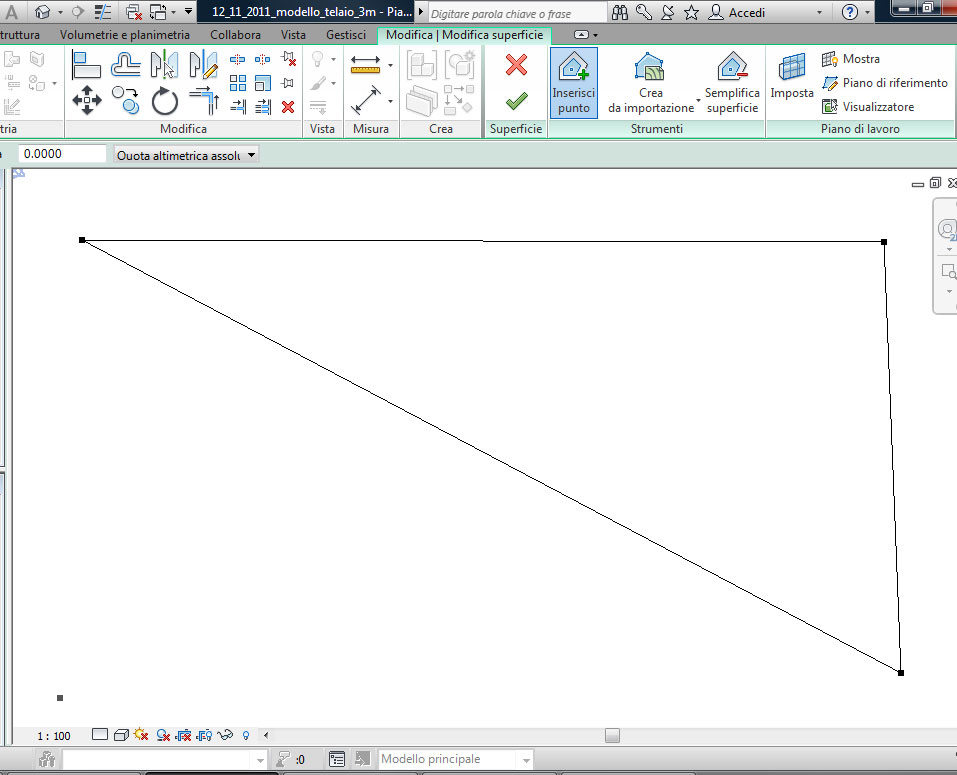 12_11_2011_modello_telaio_3m - Pia...
Digitare parola chiave o frase
Accedi
?
truttura
Volumetrie e planimetria
Collabora
Vista
Gestisci
Modifica | Modifica superficie
Inserisci
punto
Crea
da importazione
Semplifica
superficie
Imposta
Mostra
Piano di riferimento
Visualizzatore
tria
Modifica
Vista
Misura
Crea
Superficie
Strumenti
Piano di lavoro
0.0000
Quota altimetrica assolu
1 : 100
:0
Modello principale